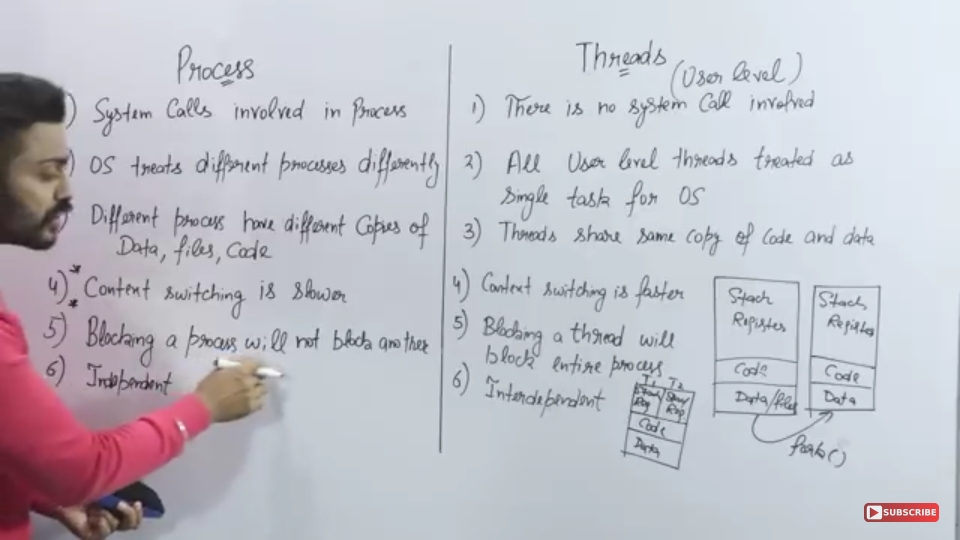 Process
) System Calls involved in Process
) OS treats different processes differently
Different process have different Copies of
Data, files, Code
4)* Context switching is slower
5)* Blocking a process will not block another
6) Independent
Threads
(User level)
1) There is no system Call involved
2) All User level threads treated as
single task for OS
3) Threads share same copy of Code and data
4) Context switching is faster
5) Blocking a thread will
block entire process
6) Interdependent
T1 T2
Stack Stack
Reg Reg
Code
Data
Stack
Register
Code
Data/files
Stack
Register
Code
Data
fork()
SUBSCRIBE